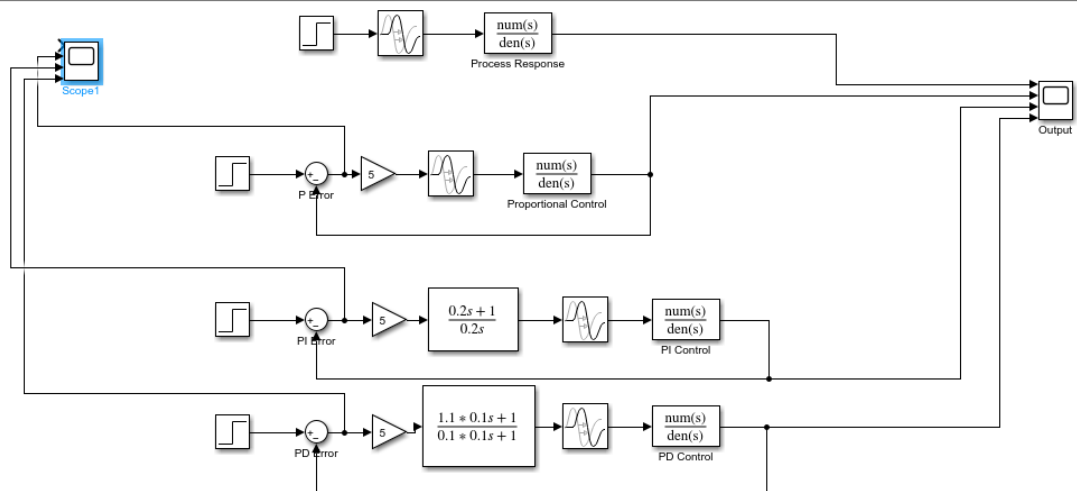 num(s)
den(s)
Process Response
Scope1
Output
P Error
5
num(s)
den(s)
Proportional Control
PI Error
5
0.2s + 1
0.2s
num(s)
den(s)
PI Control
PD Error
5
1.1 * 0.1s + 1
0.1 * 0.1s + 1
num(s)
den(s)
PD Control